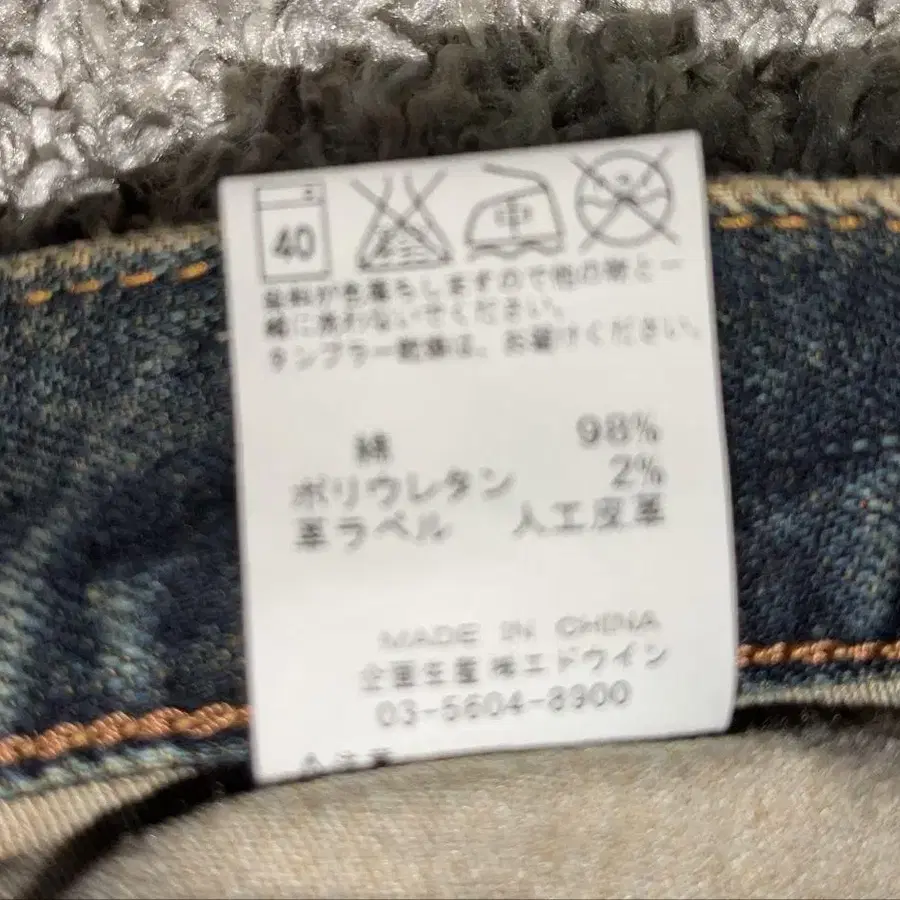 40 中
染料が色落ちしますので他の物と一
緒に洗わないでください。
タンブラー乾燥は、お避けください。
綿 98%
ポリウレタン 2%
革ラベル 人工皮革
MADE IN CHINA
企画生産 ㈱エドウイン
03-5604-8900